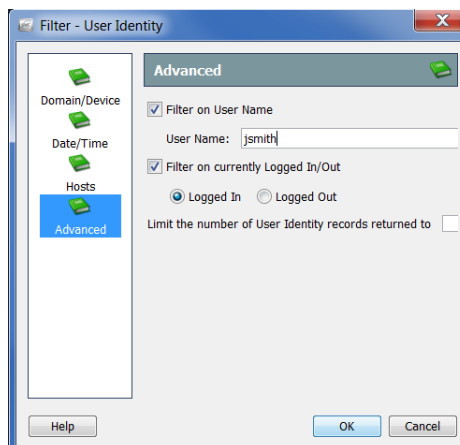 Filter - User Identity
X
Domain/Device
Date/Time
Hosts
Advanced
Advanced
Filter on User Name
User Name: jsmith
Filter on currently Logged In/Out
Logged In Logged Out
Limit the number of User Identity records returned to
Help OK Cancel